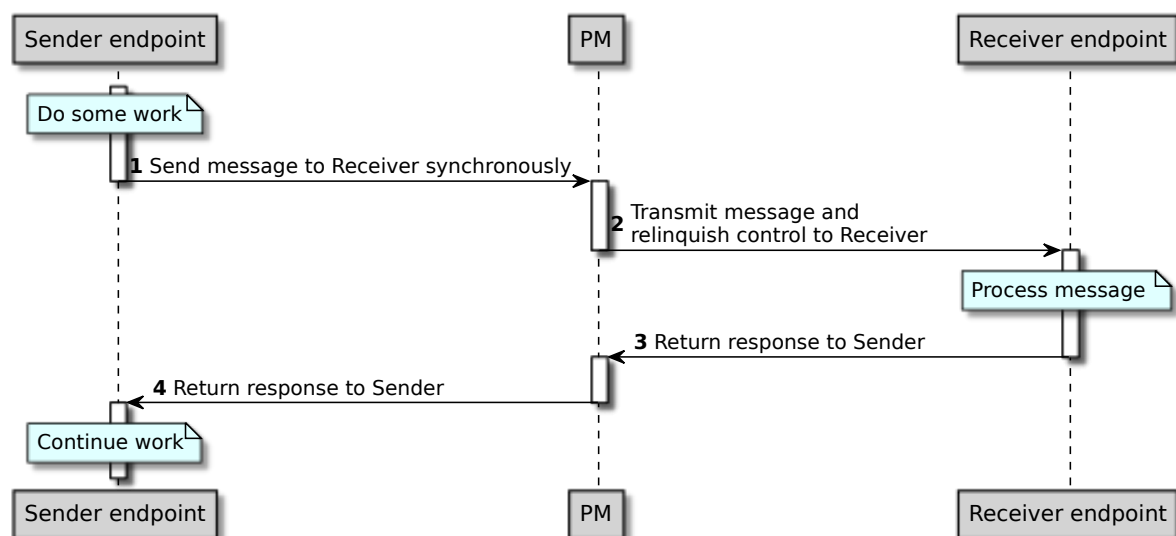 Sender endpoint
PM
Receiver endpoint
Do some work
1 Send message to Receiver synchronously
2 Transmit message and
relinquish control to Receiver
Process message
3 Return response to Sender
4 Return response to Sender
Continue work
Sender endpoint
PM
Receiver endpoint